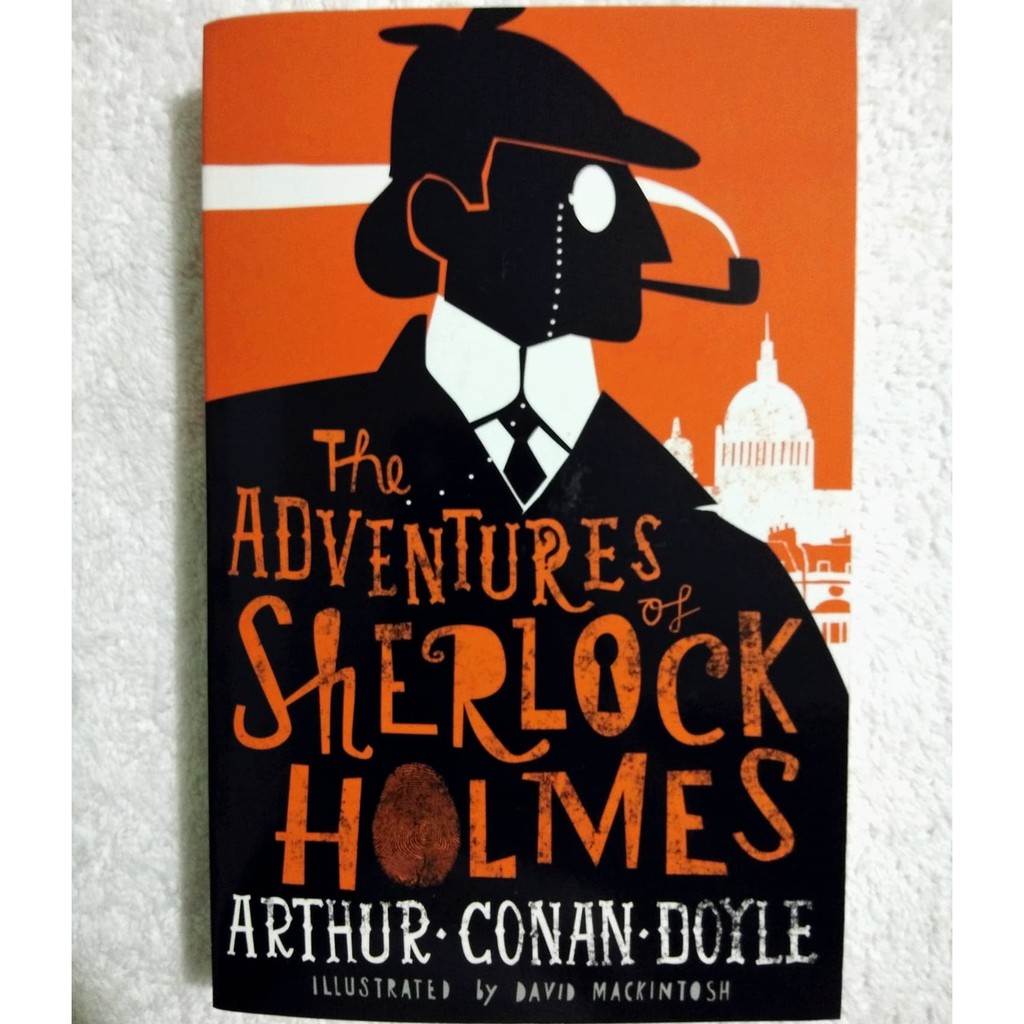 The
ADVENTURES
of
ShERLOCK
HOLMES
ARTHUR · CONAN · DOYLE
ILLUSTRATED by DAVID MACKINTOSH